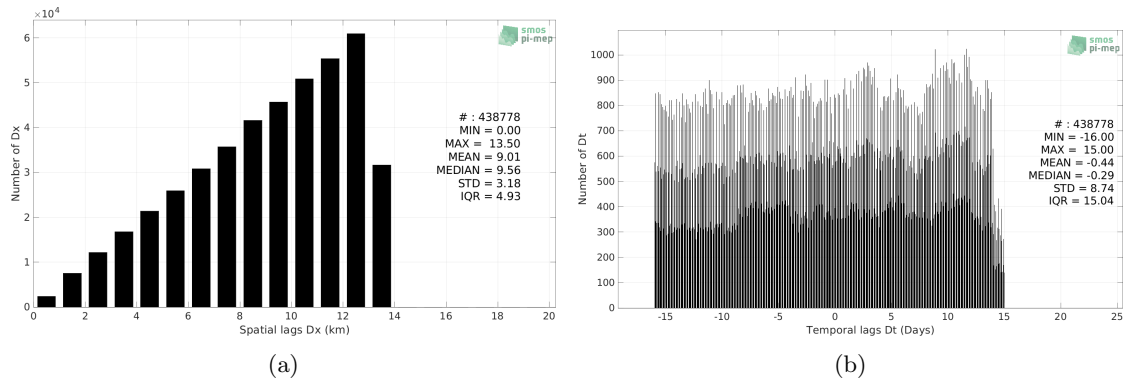 ×10⁴
6
5
4
3
2
1
0
Number of Dx
0 2 4 6 8 10 12 14 16 18 20
Spatial lags Dx (km)
smos
pi-mep
# : 438778
MIN = 0.00
MAX = 13.50
MEAN = 9.01
MEDIAN = 9.56
STD = 3.18
IQR = 4.93
(a)
1000
900
800
700
600
500
400
300
200
100
0
Number of Dt
-15 -10 -5 0 5 10 15 20 25
Temporal lags Dt (Days)
smos
pi-mep
# : 438778
MIN = -16.00
MAX = 15.00
MEAN = -0.44
MEDIAN = -0.29
STD = 8.74
IQR = 15.04
(b)